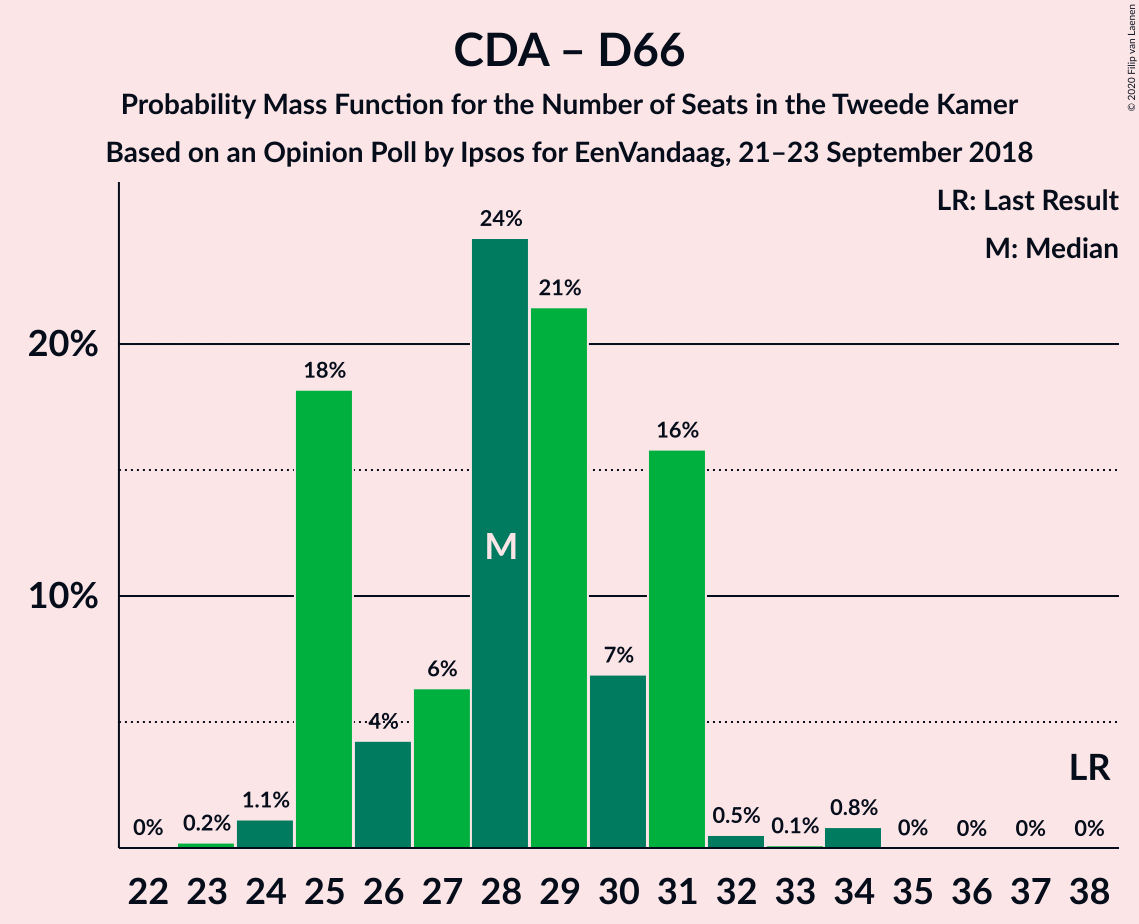 CDA – D66
Probability Mass Function for the Number of Seats in the Tweede Kamer
Based on an Opinion Poll by Ipsos for EenVandaag, 21–23 September 2018
© 2020 Filip van Laenen
LR: Last Result
M: Median
24%
21%
20%
18%
16%
M
10%
7%
6%
4%
LR
1.1%
0.8%
0.5%
0.2%
0.1%
0%
0%
0%
0%
0%
22 23 24 25 26 27 28 29 30 31 32 33 34 35 36 37 38